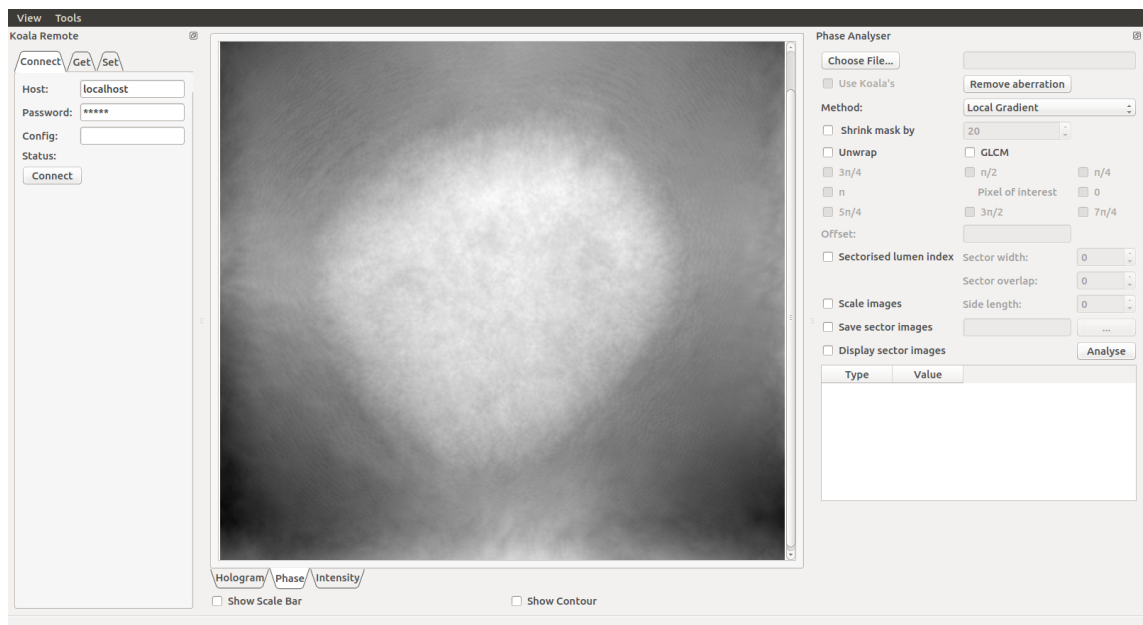 View Tools
Koala Remote
Connect Get Set
Host: localhost
Password: *****
Config:
Status:
Connect
Hologram Phase Intensity
Show Scale Bar Show Contour
Phase Analyser
Choose File...
Use Koala's Remove aberration
Method: Local Gradient
Shrink mask by 20
Unwrap GLCM
3π/4 π/2 π/4
π Pixel of interest 0
5π/4 3π/2 7π/4
Offset:
Sectorised lumen index Sector width: 0
Sector overlap: 0
Scale images Side length: 0
Save sector images ...
Display sector images Analyse
Type Value